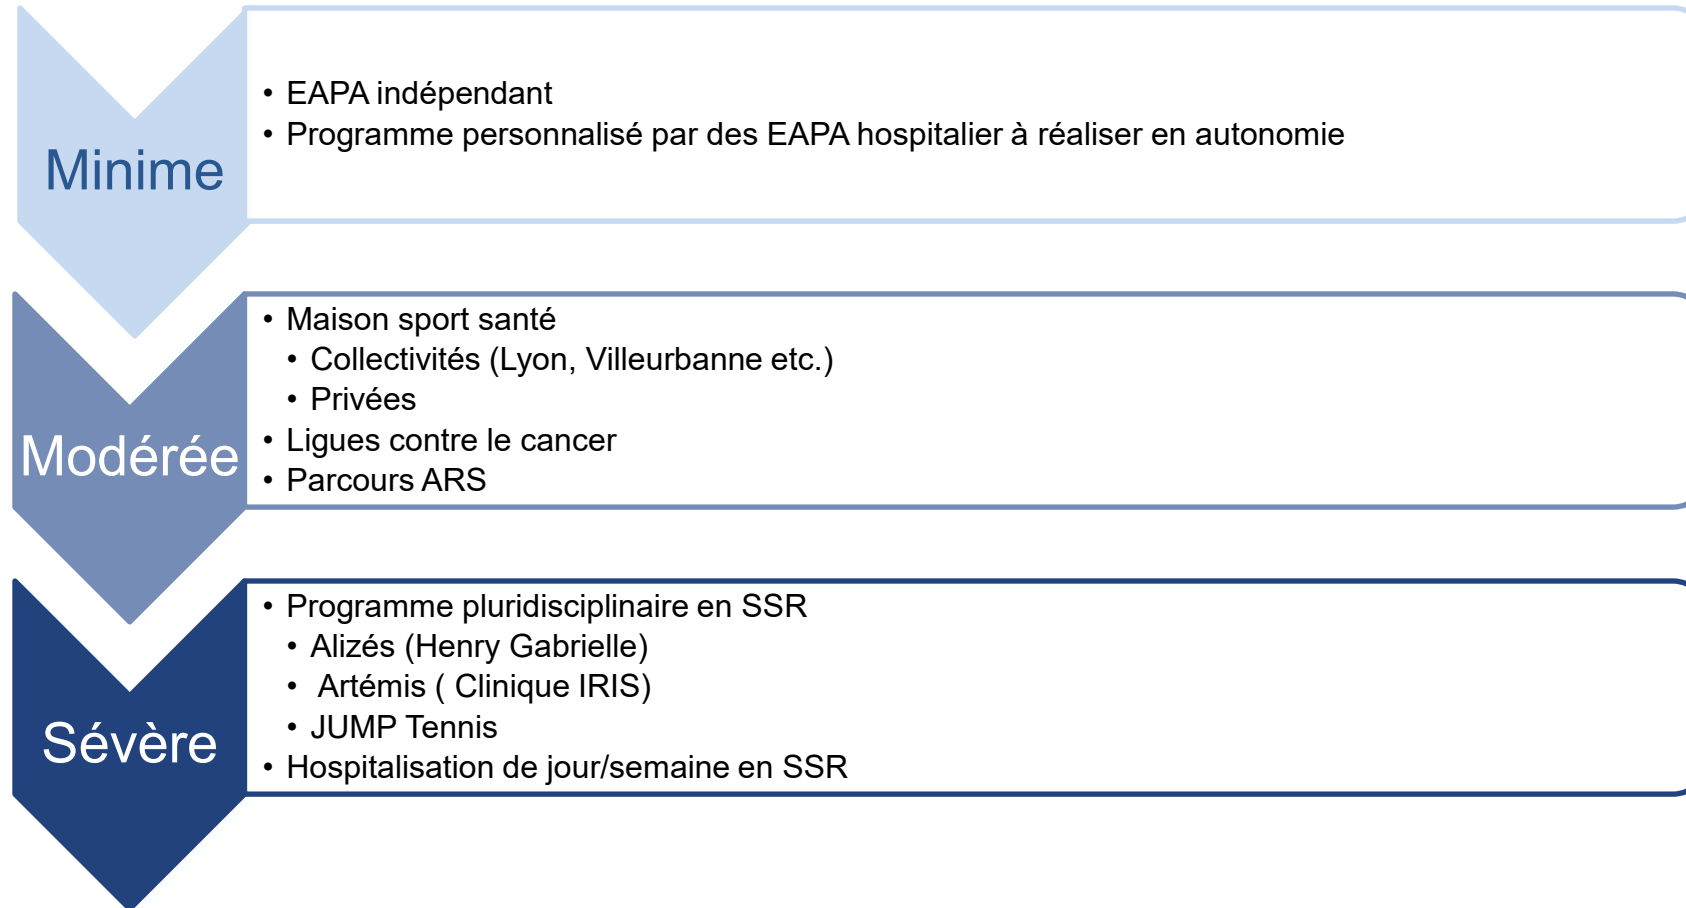 Minime
• EAPA indépendant
• Programme personnalisé par des EAPA hospitalier à réaliser en autonomie
Modérée
• Maison sport santé
• Collectivités (Lyon, Villeurbanne etc.)
• Privées
• Ligues contre le cancer
• Parcours ARS
Sévère
• Programme pluridisciplinaire en SSR
• Alizés (Henry Gabrielle)
• Artémis ( Clinique IRIS)
• JUMP Tennis
• Hospitalisation de jour/semaine en SSR